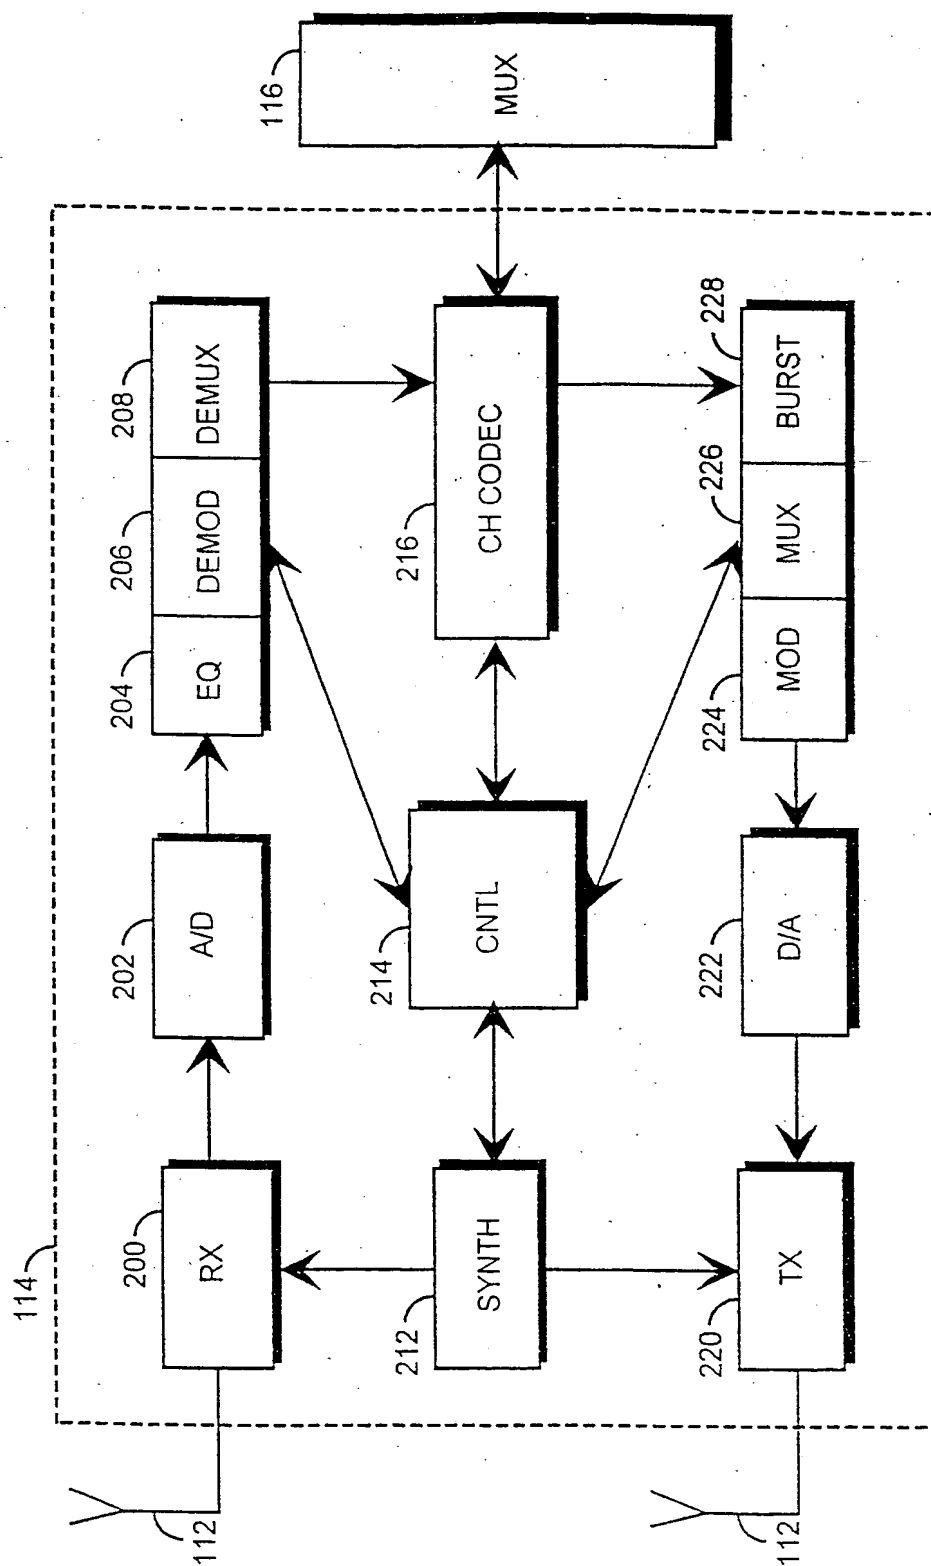 114
112
200
RX
202
A/D
204
EQ
206
DEMOD
208
DEMUX
212
SYNTH
214
CNTL
216
CH CODEC
116
MUX
112
220
TX
222
D/A
224
MOD
226
MUX
228
BURST